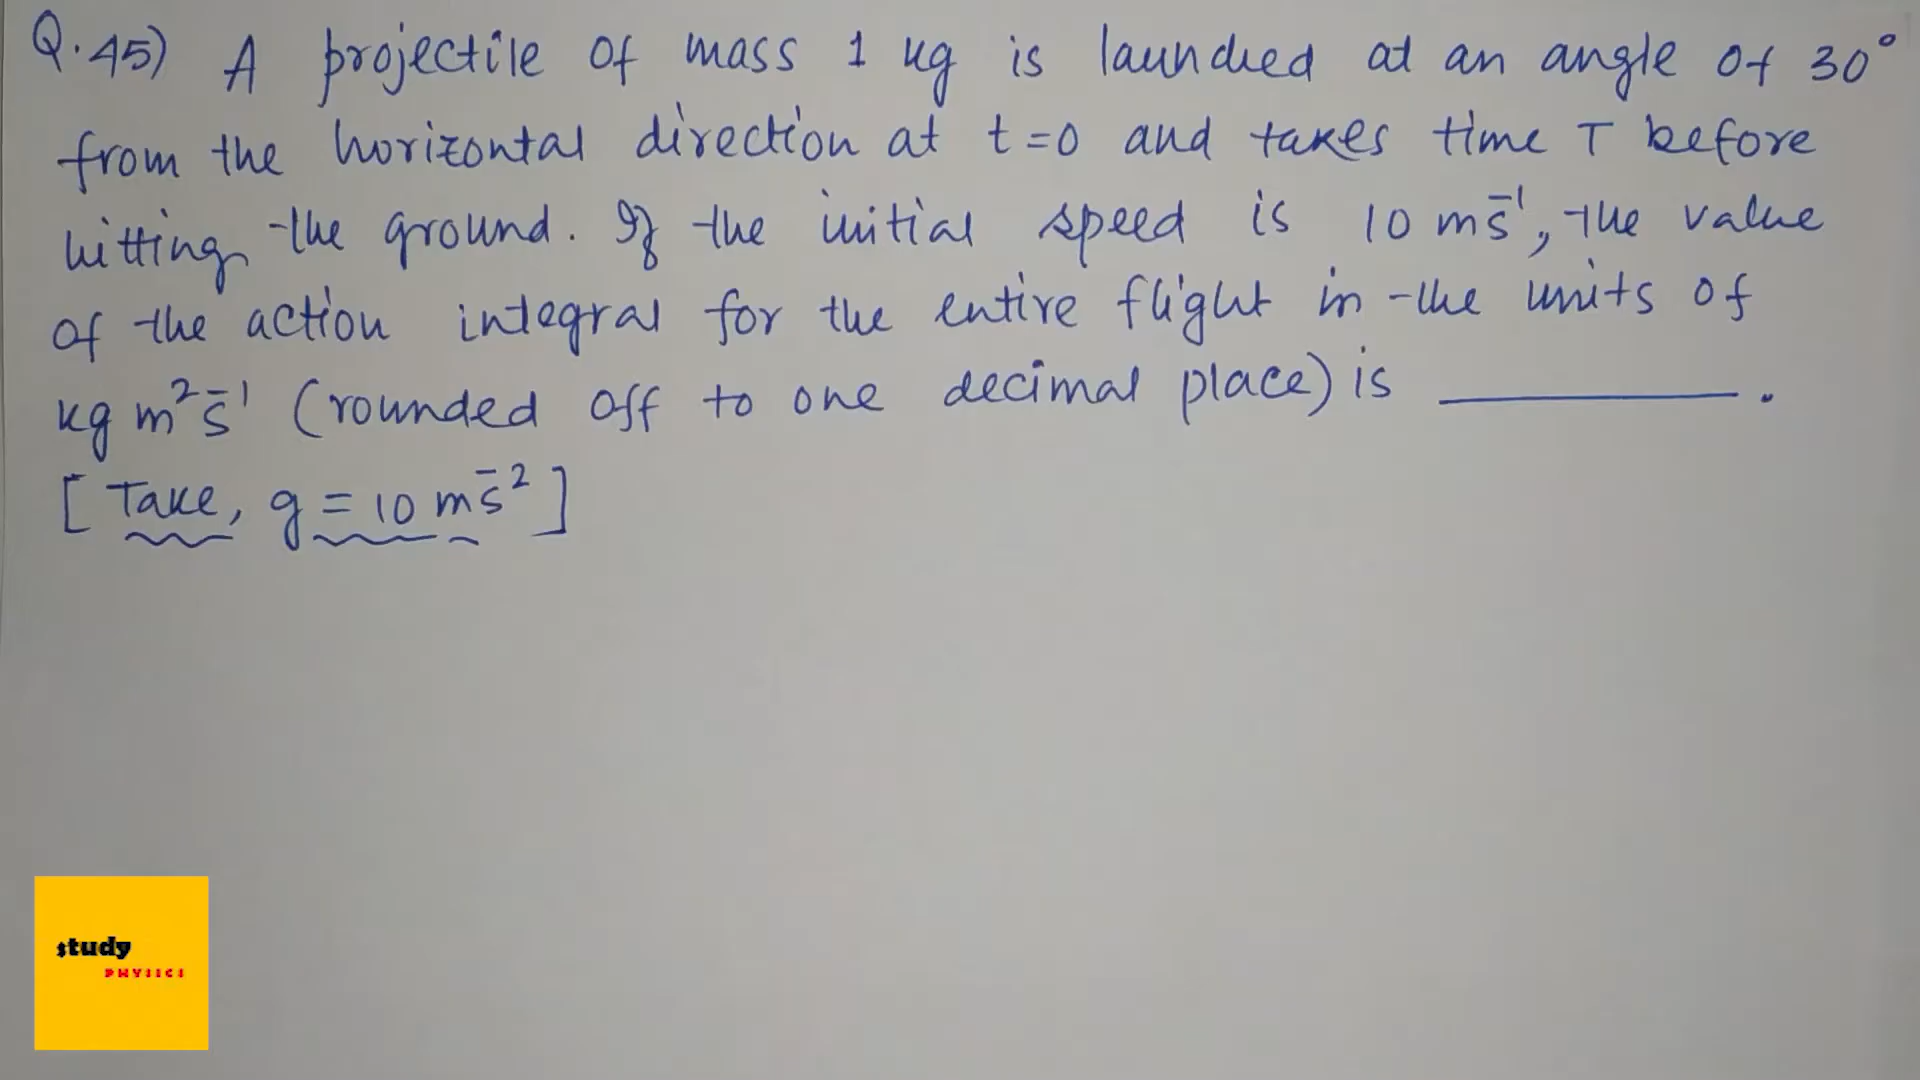 Q.45) A projectile of mass 1 kg is launched at an angle of 30°
from the horizontal direction at t=0 and takes time T before
hitting the ground. If the initial speed is 10 ms⁻¹, the value
of the action integral for the entire flight in the units of
kg m²s⁻¹ (rounded off to one decimal place) is ________.
[Take, g = 10 ms⁻²]
study
PHYSICS